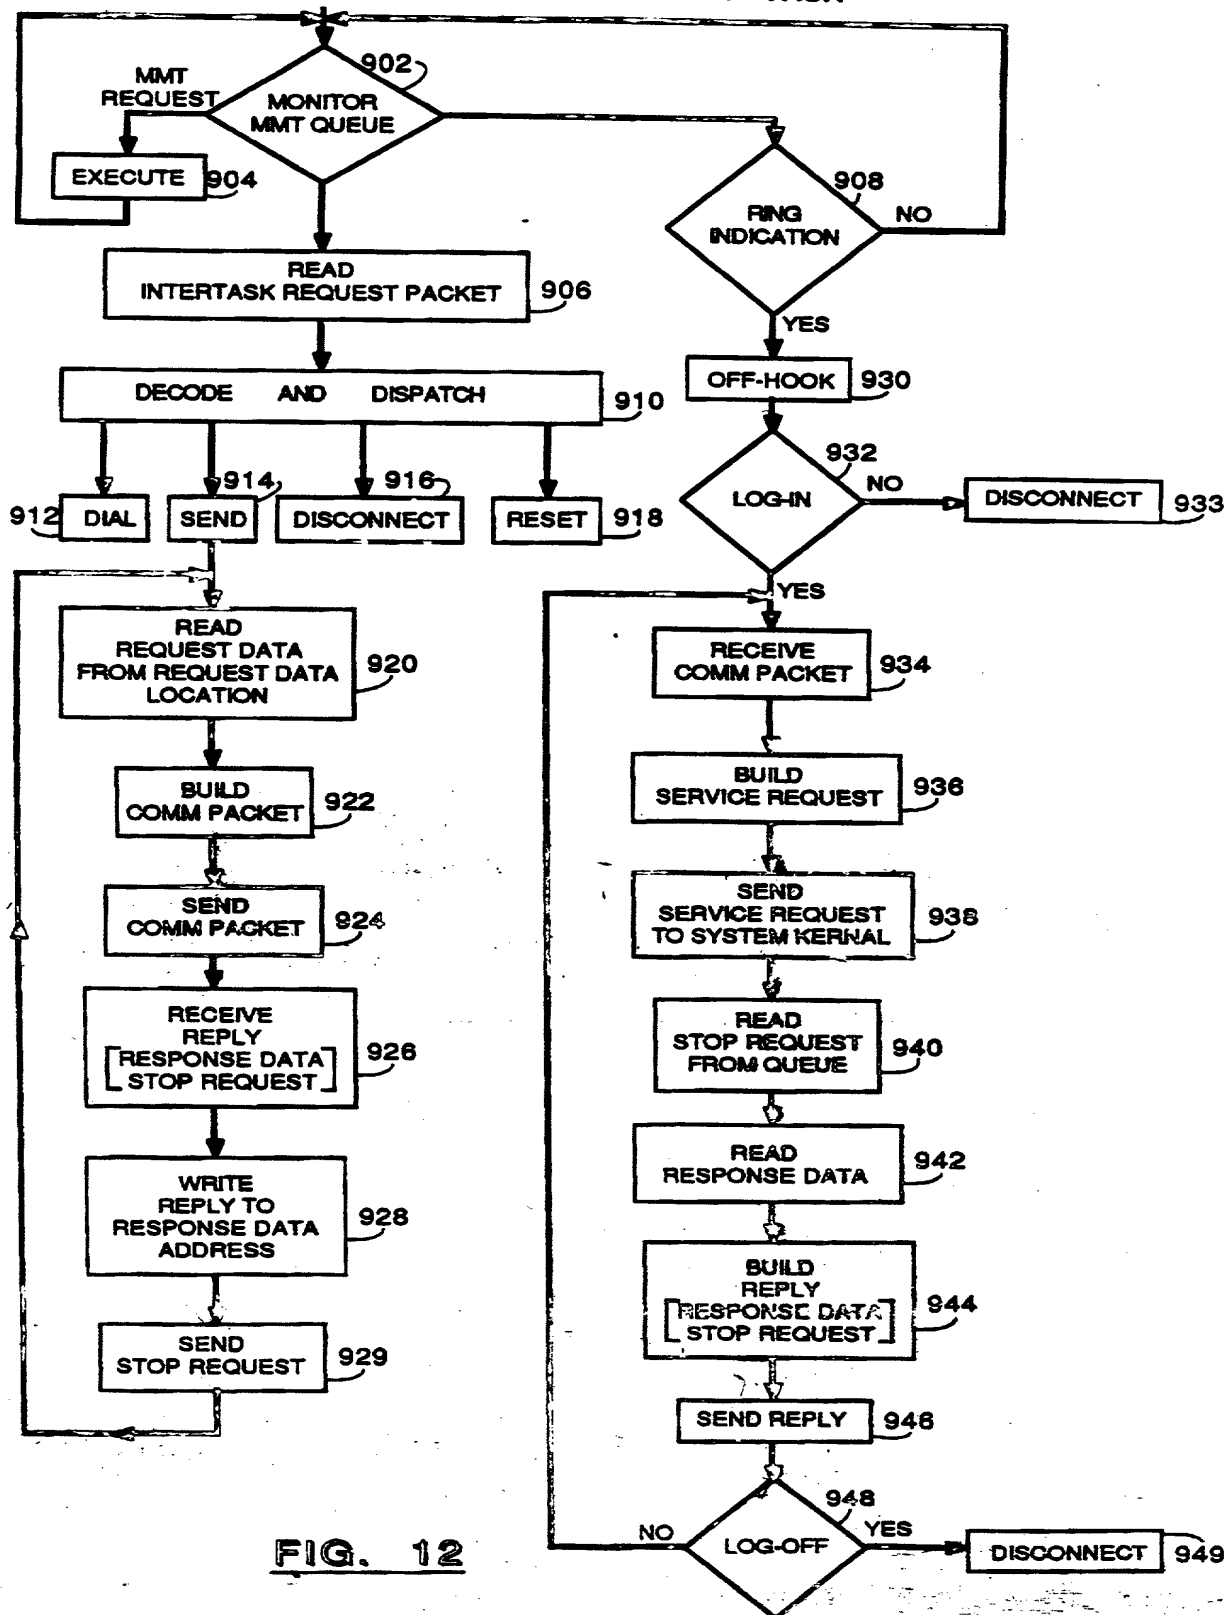 902
MMT
REQUEST
MONITOR
MMT QUEUE
EXECUTE
904
908
RING
INDICATION
NO
READ
INTERTASK REQUEST PACKET
906
YES
OFF-HOOK
930
DECODE AND DISPATCH
910
932
LOG-IN
NO
DISCONNECT
933
912
DIAL
914
SEND
916
DISCONNECT
RESET
918
YES
READ
REQUEST DATA
FROM REQUEST DATA
LOCATION
920
RECEIVE
COMM PACKET
934
BUILD
COMM PACKET
922
BUILD
SERVICE REQUEST
936
SEND
COMM PACKET
924
SEND
SERVICE REQUEST
TO SYSTEM KERNAL
938
RECEIVE
REPLY
[RESPONSE DATA
STOP REQUEST]
926
READ
STOP REQUEST
FROM QUEUE
940
WRITE
REPLY TO
RESPONSE DATA
ADDRESS
928
READ
RESPONSE DATA
942
BUILD
REPLY
[RESPONSE DATA
STOP REQUEST]
944
SEND
STOP REQUEST
929
SEND REPLY
946
948
LOG-OFF
NO
YES
DISCONNECT
949
FIG. 12